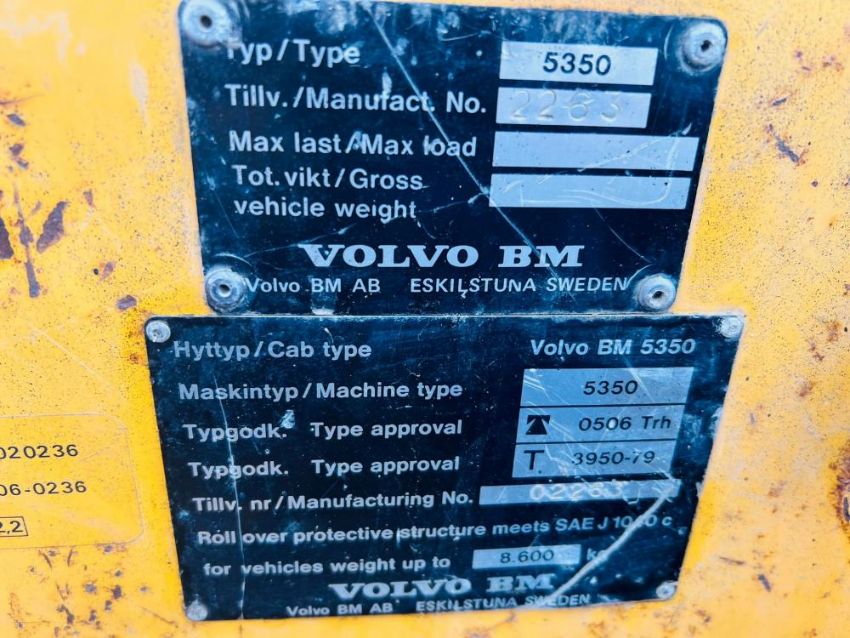 Typ/Type 5350
Tillv./Manufact. No. 2283
Max last/Max load
Tot. vikt/Gross
vehicle weight
VOLVO BM
Volvo BM AB ESKILSTUNA SWEDEN
Hyttyp/Cab type Volvo BM 5350
Maskintyp/Machine type 5350
Typgodk. Type approval 0506 Trh
Typgodk. Type approval T. 3950-79
Tillv. nr/Manufacturing No.
Roll over protective structure meets SAE J 1040 c
for vehicles weight up to 8.600 kg
VOLVO BM
Volvo BM AB ESKILSTUNA SWEDEN
020236
06-0236
2,2